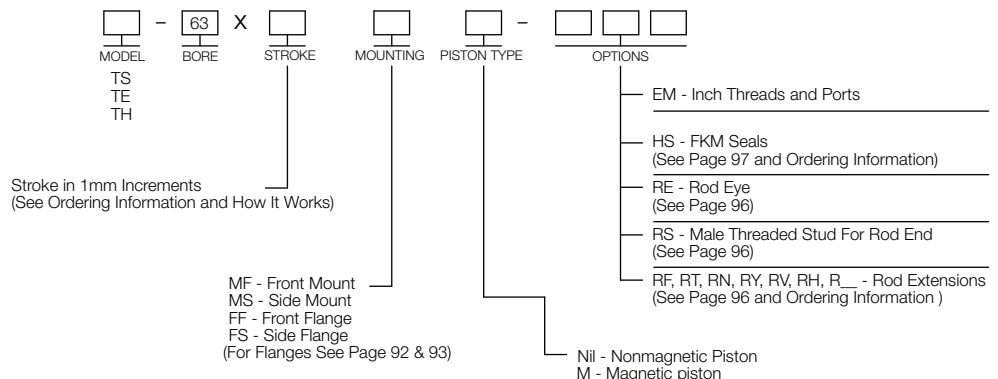 - 63 X -
MODEL BORE STROKE MOUNTING PISTON TYPE OPTIONS
TS
TE
TH
EM - Inch Threads and Ports
HS - FKM Seals
(See Page 97 and Ordering Information)
RE - Rod Eye
(See Page 96)
RS - Male Threaded Stud For Rod End
(See Page 96)
RF, RT, RN, RY, RV, RH, R__ - Rod Extensions
(See Page 96 and Ordering Information )
Stroke in 1mm Increments
(See Ordering Information and How It Works)
MF - Front Mount
MS - Side Mount
FF - Front Flange
FS - Side Flange
(For Flanges See Page 92 & 93)
Nil - Nonmagnetic Piston
M - Magnetic piston